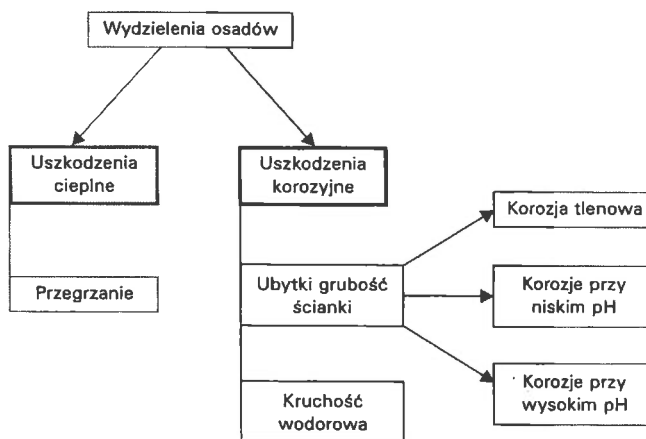 Wydzielenia osadów
Uszkodzenia
cieplne
Uszkodzenia
korozyjne
Korozja tlenowa
Przegrzanie
Ubytki grubość
ścianki
Korozje przy
niskim pH
Kruchość
wodorowa
Korozje przy
wysokim pH